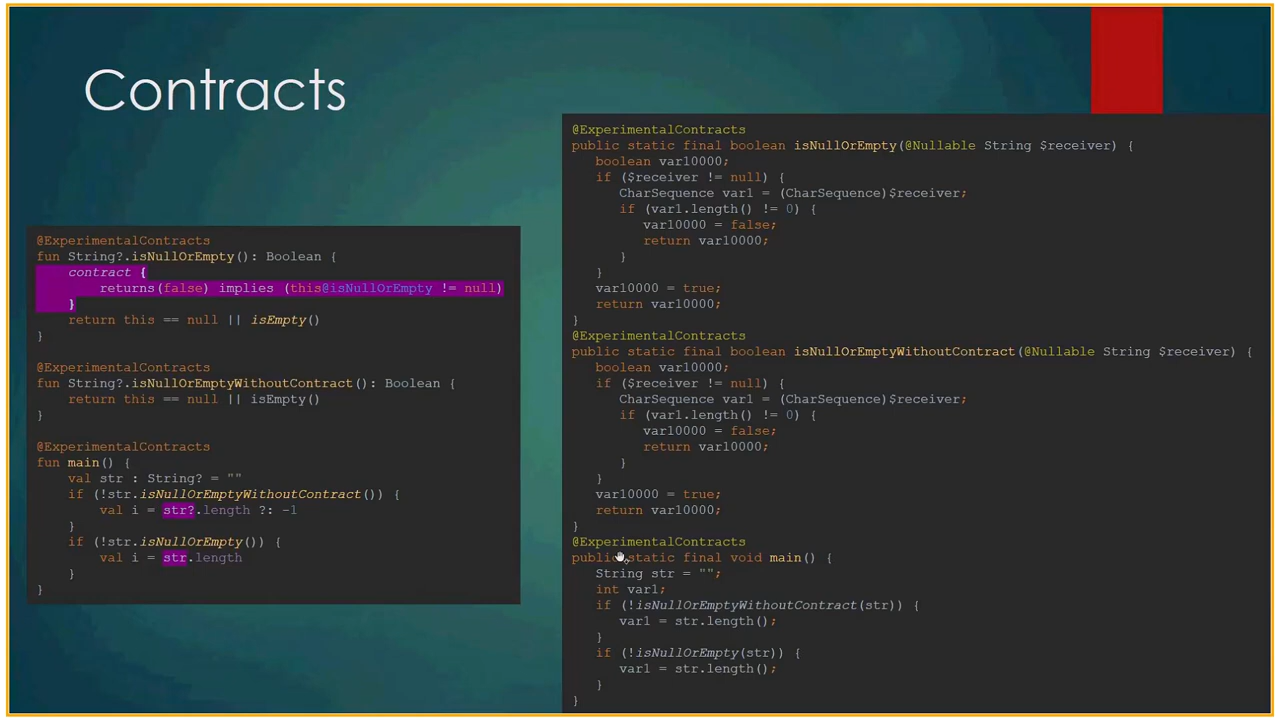 Contracts
@ExperimentalContracts
fun String?.isNullOrEmpty(): Boolean {
contract {
returns(false) implies (this@isNullOrEmpty != null)
}
return this == null || isEmpty()
}
@ExperimentalContracts
fun String?.isNullOrEmptyWithoutContract(): Boolean {
return this == null || isEmpty()
}
@ExperimentalContracts
fun main() {
val str : String? = ""
if (!str.isNullOrEmptyWithoutContract()) {
val i = str?.length ?: -1
}
if (!str.isNullOrEmpty()) {
val i = str.length
}
}
@ExperimentalContracts
public static final boolean isNullOrEmpty(@Nullable String $receiver) {
boolean var10000;
if ($receiver != null) {
CharSequence var1 = (CharSequence)$receiver;
if (var1.length() != 0) {
var10000 = false;
return var10000;
}
}
var10000 = true;
return var10000;
}
@ExperimentalContracts
public static final boolean isNullOrEmptyWithoutContract(@Nullable String $receiver) {
boolean var10000;
if ($receiver != null) {
CharSequence var1 = (CharSequence)$receiver;
if (var1.length() != 0) {
var10000 = false;
return var10000;
}
}
var10000 = true;
return var10000;
}
@ExperimentalContracts
public static final void main() {
String str = "";
int var1;
if (!isNullOrEmptyWithoutContract(str)) {
var1 = str.length();
}
if (!isNullOrEmpty(str)) {
var1 = str.length();
}
}